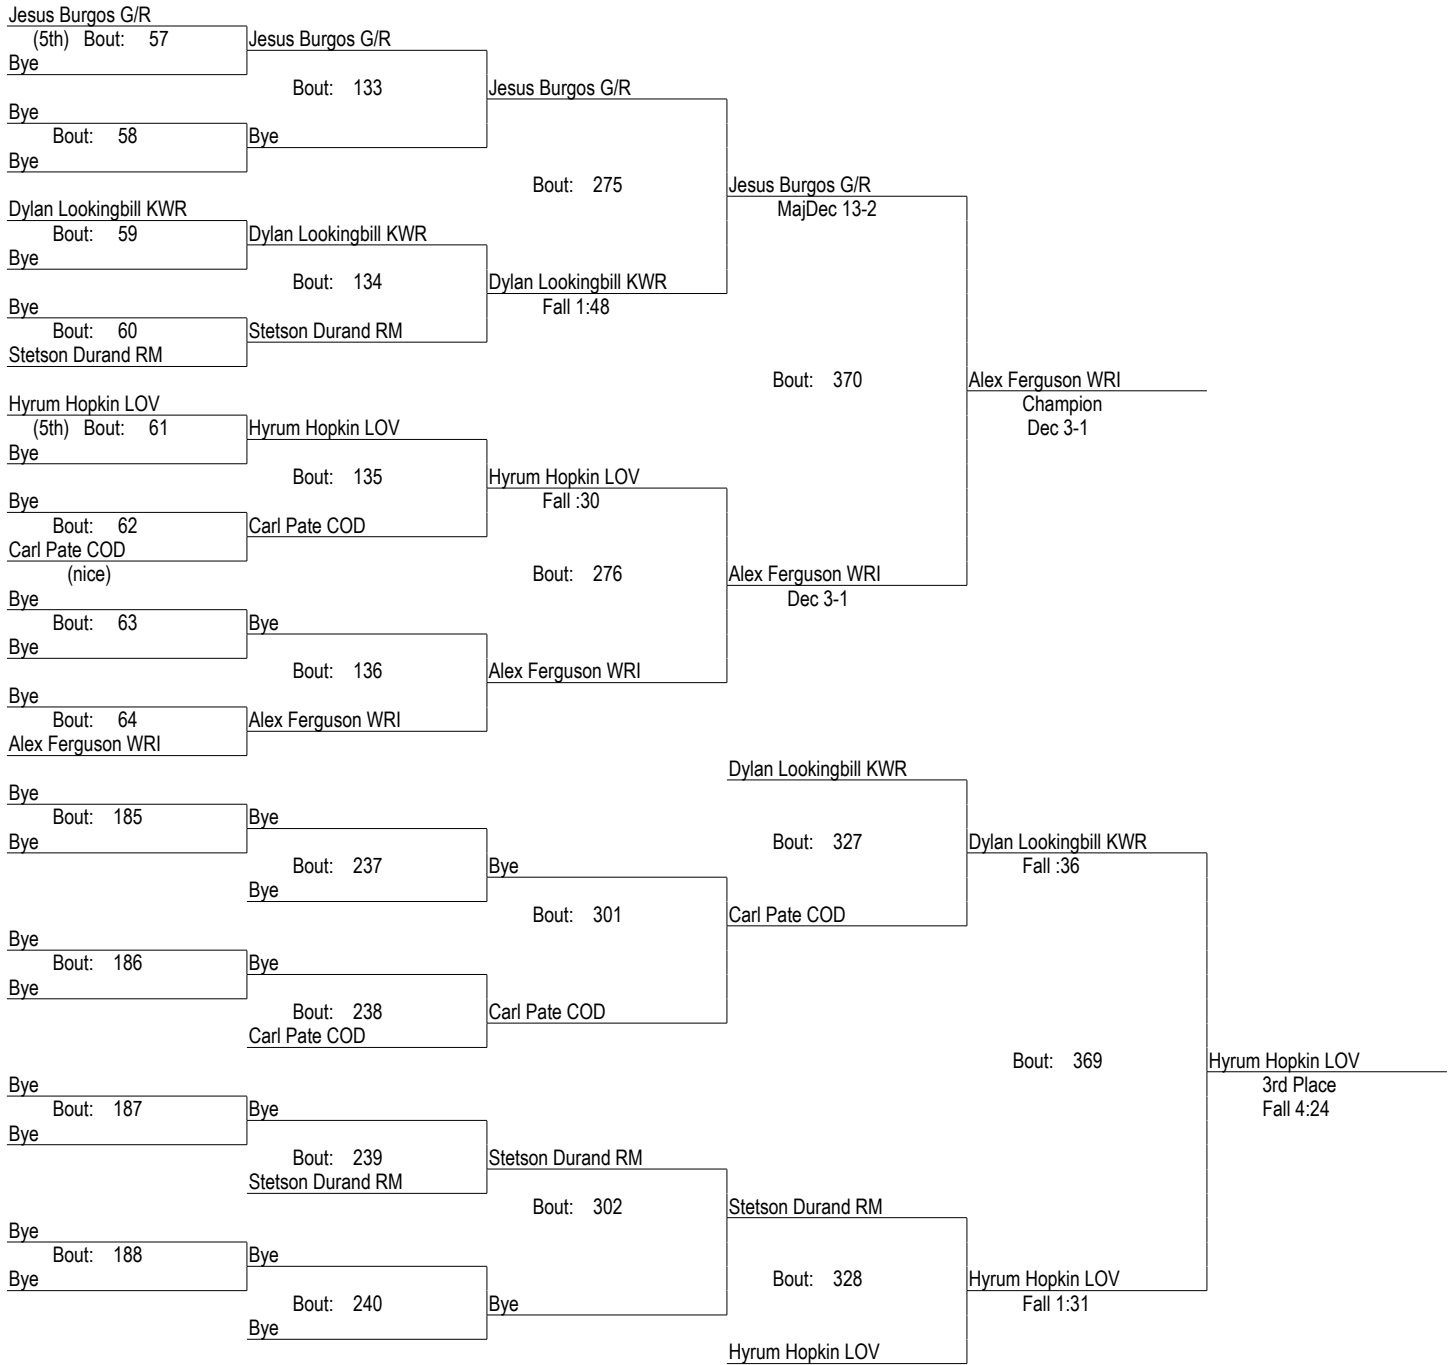 Jesus Burgos G/R
(5th) Bout: 57
Jesus Burgos G/R
Bye
Bout: 133
Jesus Burgos G/R
Bye
Bout: 58
Bye
Bye
Bout: 275
Jesus Burgos G/R
MajDec 13-2
Dylan Lookingbill KWR
Bout: 59
Dylan Lookingbill KWR
Bye
Bout: 134
Dylan Lookingbill KWR
Fall 1:48
Bye
Bout: 60
Stetson Durand RM
Stetson Durand RM
Bout: 370
Alex Ferguson WRI
Champion
Dec 3-1
Hyrum Hopkin LOV
(5th) Bout: 61
Hyrum Hopkin LOV
Bye
Bout: 135
Hyrum Hopkin LOV
Fall :30
Bye
Bout: 62
Carl Pate COD
Carl Pate COD
(nice)
Bout: 276
Alex Ferguson WRI
Dec 3-1
Bye
Bout: 63
Bye
Bye
Bout: 136
Alex Ferguson WRI
Bye
Bout: 64
Alex Ferguson WRI
Alex Ferguson WRI
Dylan Lookingbill KWR
Bye
Bout: 185
Bye
Bye
Bout: 327
Dylan Lookingbill KWR
Fall :36
Bout: 237
Bye
Bye
Bout: 301
Carl Pate COD
Bye
Bout: 186
Bye
Bye
Bout: 238
Carl Pate COD
Carl Pate COD
Bout: 369
Hyrum Hopkin LOV
3rd Place
Fall 4:24
Bye
Bout: 187
Bye
Bye
Bout: 239
Stetson Durand RM
Stetson Durand RM
Bout: 302
Stetson Durand RM
Bye
Bout: 188
Bye
Bye
Bout: 328
Hyrum Hopkin LOV
Fall 1:31
Bout: 240
Bye
Bye
Hyrum Hopkin LOV